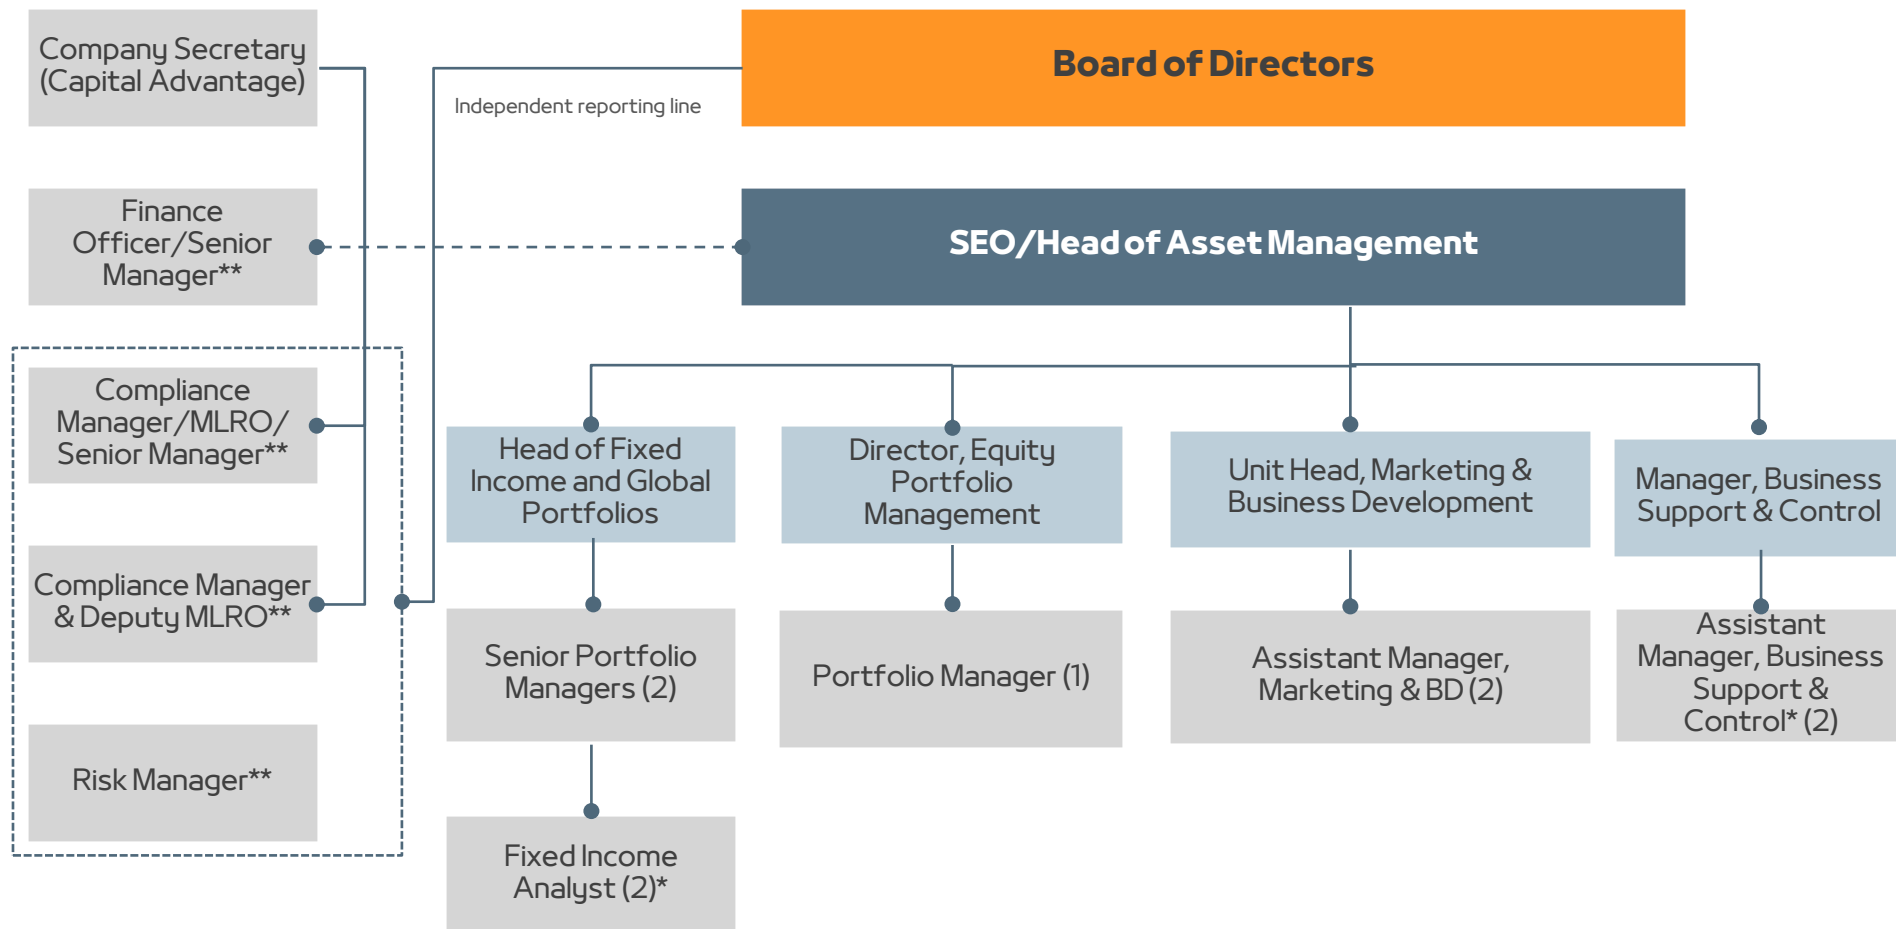 Company Secretary
(Capital Advantage)
Board of Directors
Independent reporting line
Finance
Officer/Senior
Manager**
SEO/Head of Asset Management
Compliance
Manager/MLRO/
Senior Manager**
Head of Fixed
Income and Global
Portfolios
Director, Equity
Portfolio
Management
Unit Head, Marketing &
Business Development
Manager, Business
Support & Control
Compliance Manager
& Deputy MLRO**
Senior Portfolio
Managers (2)
Portfolio Manager (1)
Assistant Manager,
Marketing & BD (2)
Assistant
Manager, Business
Support &
Control* (2)
Risk Manager**
Fixed Income
Analyst (2)*